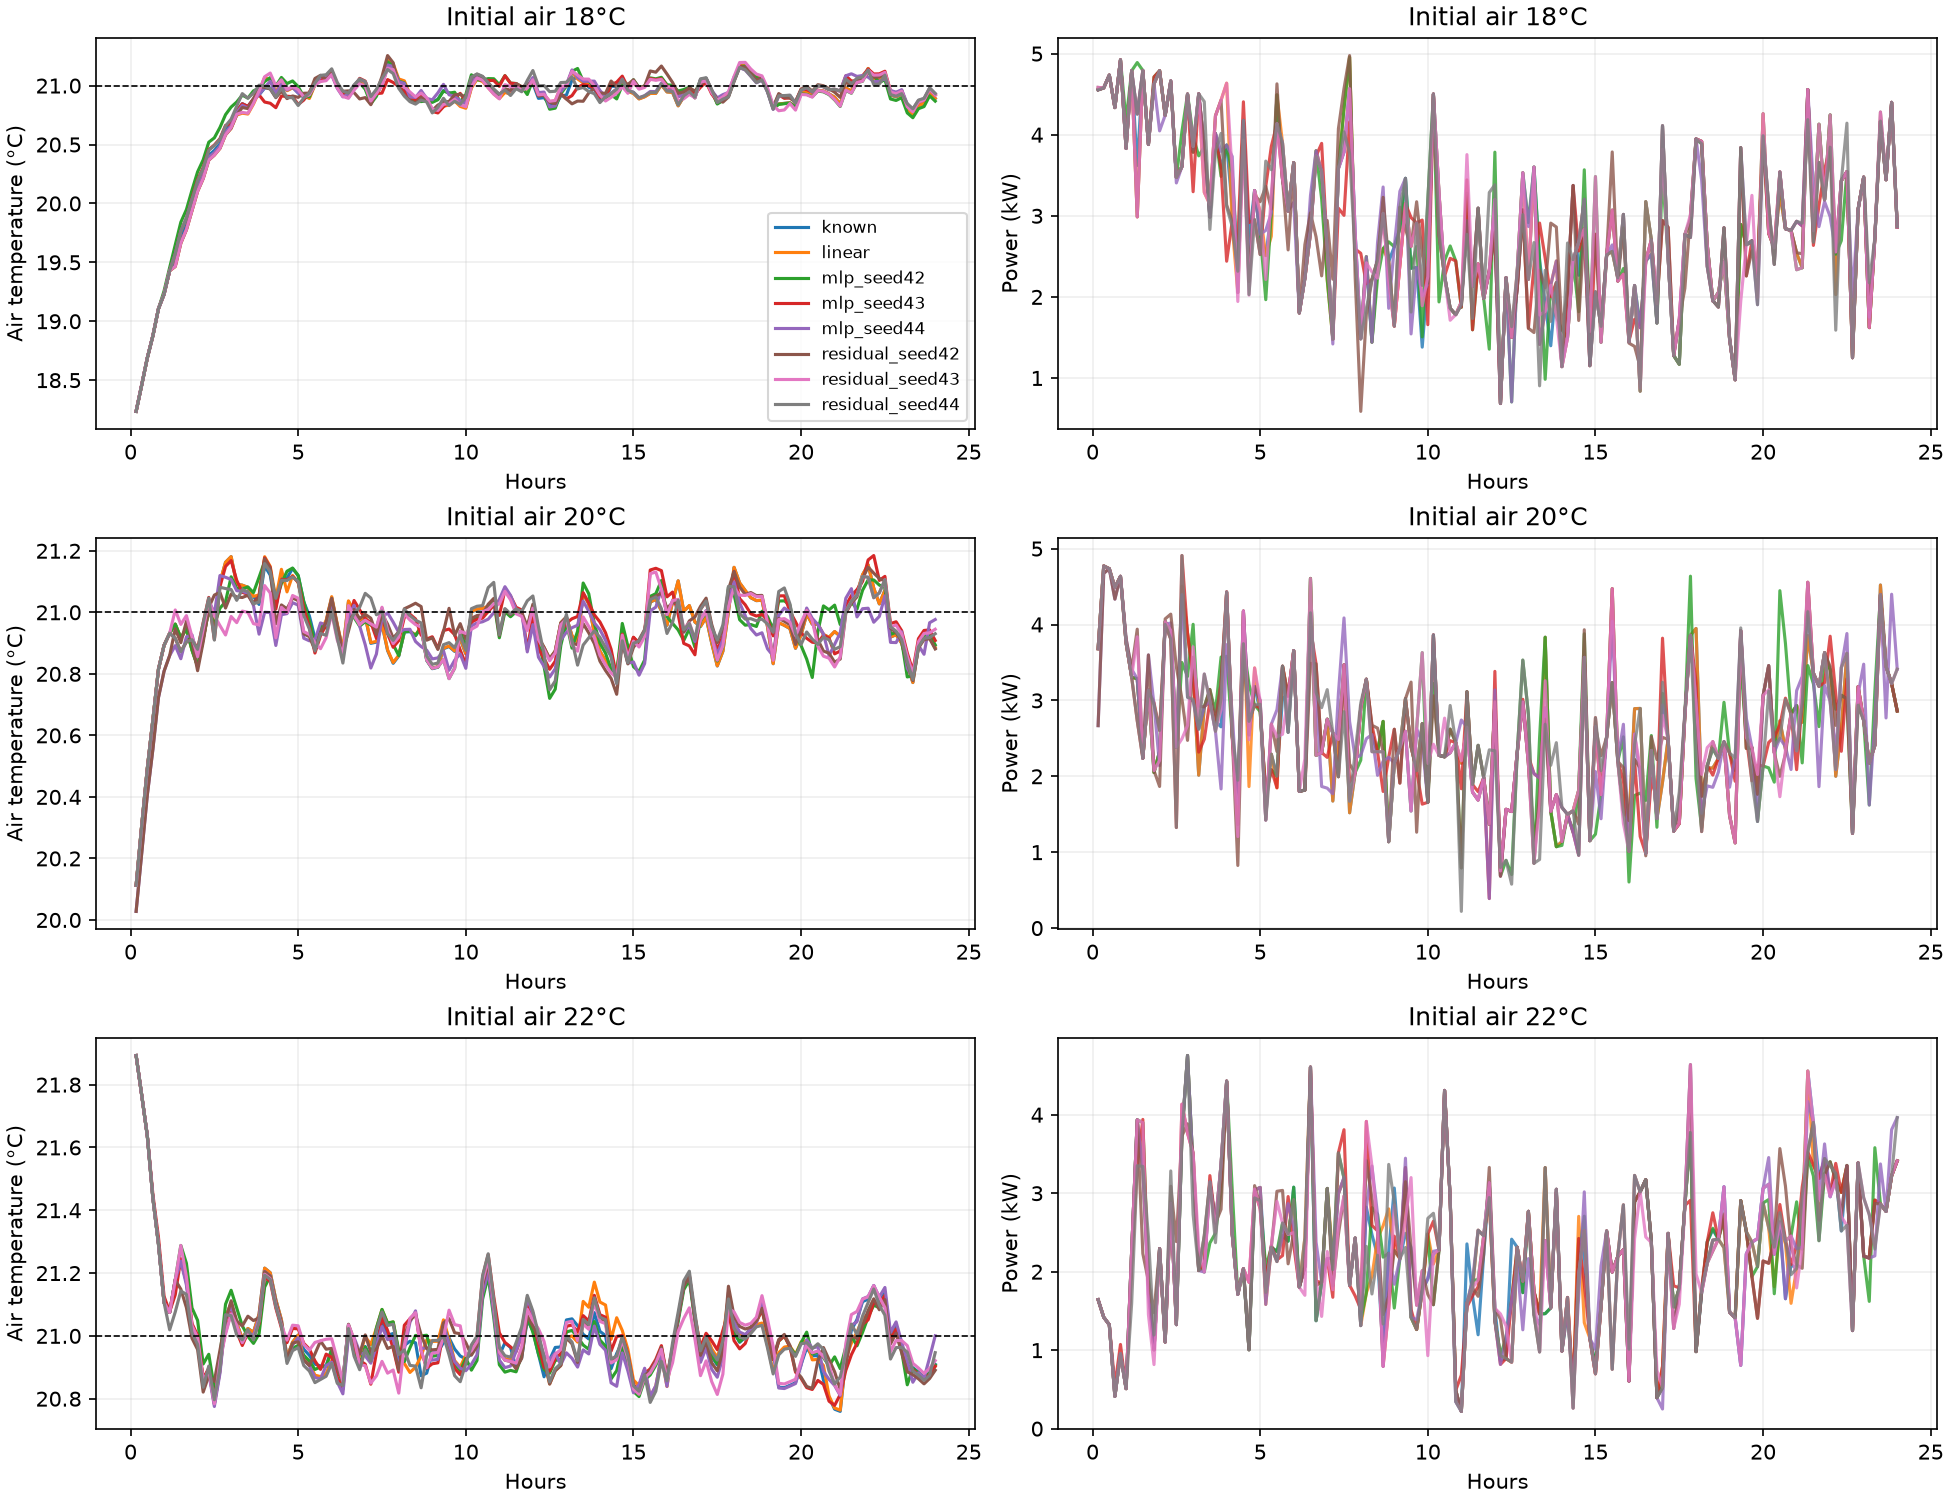 Initial air 18°C
Air temperature (°C)
21.0
20.5
20.0
19.5
19.0
18.5
known
linear
mlp_seed42
mlp_seed43
mlp_seed44
residual_seed42
residual_seed43
residual_seed44
0 5 10 15 20 25
Hours
Initial air 18°C
Power (kW)
5
4
3
2
1
0 5 10 15 20 25
Hours
Initial air 20°C
Air temperature (°C)
21.2
21.0
20.8
20.6
20.4
20.2
20.0
0 5 10 15 20 25
Hours
Initial air 20°C
Power (kW)
5
4
3
2
1
0
0 5 10 15 20 25
Hours
Initial air 22°C
Air temperature (°C)
21.8
21.6
21.4
21.2
21.0
20.8
0 5 10 15 20 25
Hours
Initial air 22°C
Power (kW)
4
3
2
1
0
0 5 10 15 20 25
Hours